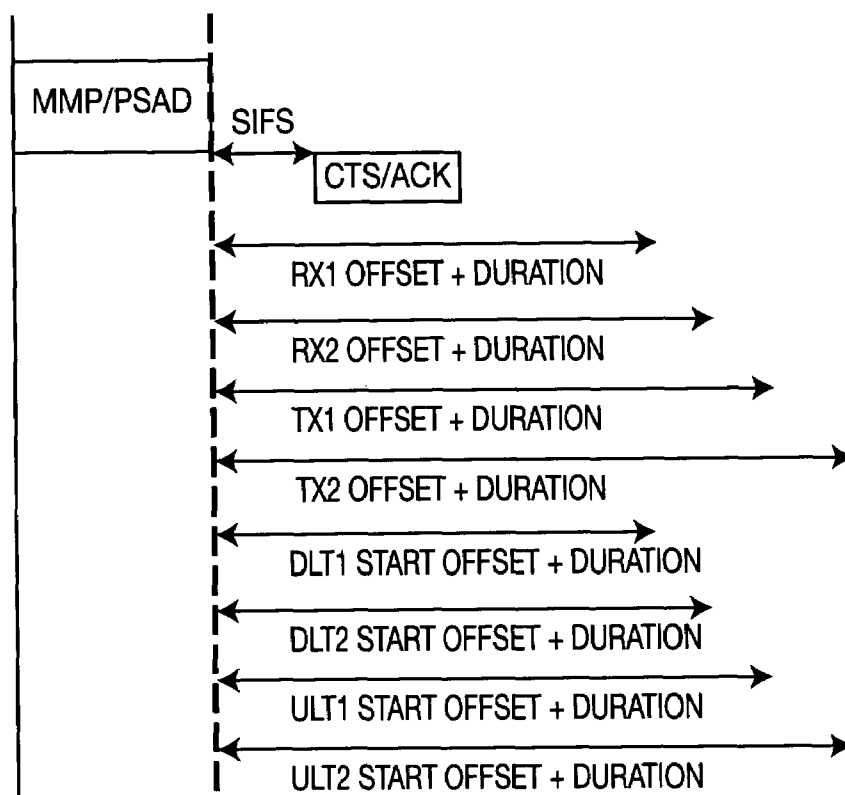 MMP/PSAD
SIFS
CTS/ACK
RX1 OFFSET + DURATION
RX2 OFFSET + DURATION
TX1 OFFSET + DURATION
TX2 OFFSET + DURATION
DLT1 START OFFSET + DURATION
DLT2 START OFFSET + DURATION
ULT1 START OFFSET + DURATION
ULT2 START OFFSET + DURATION